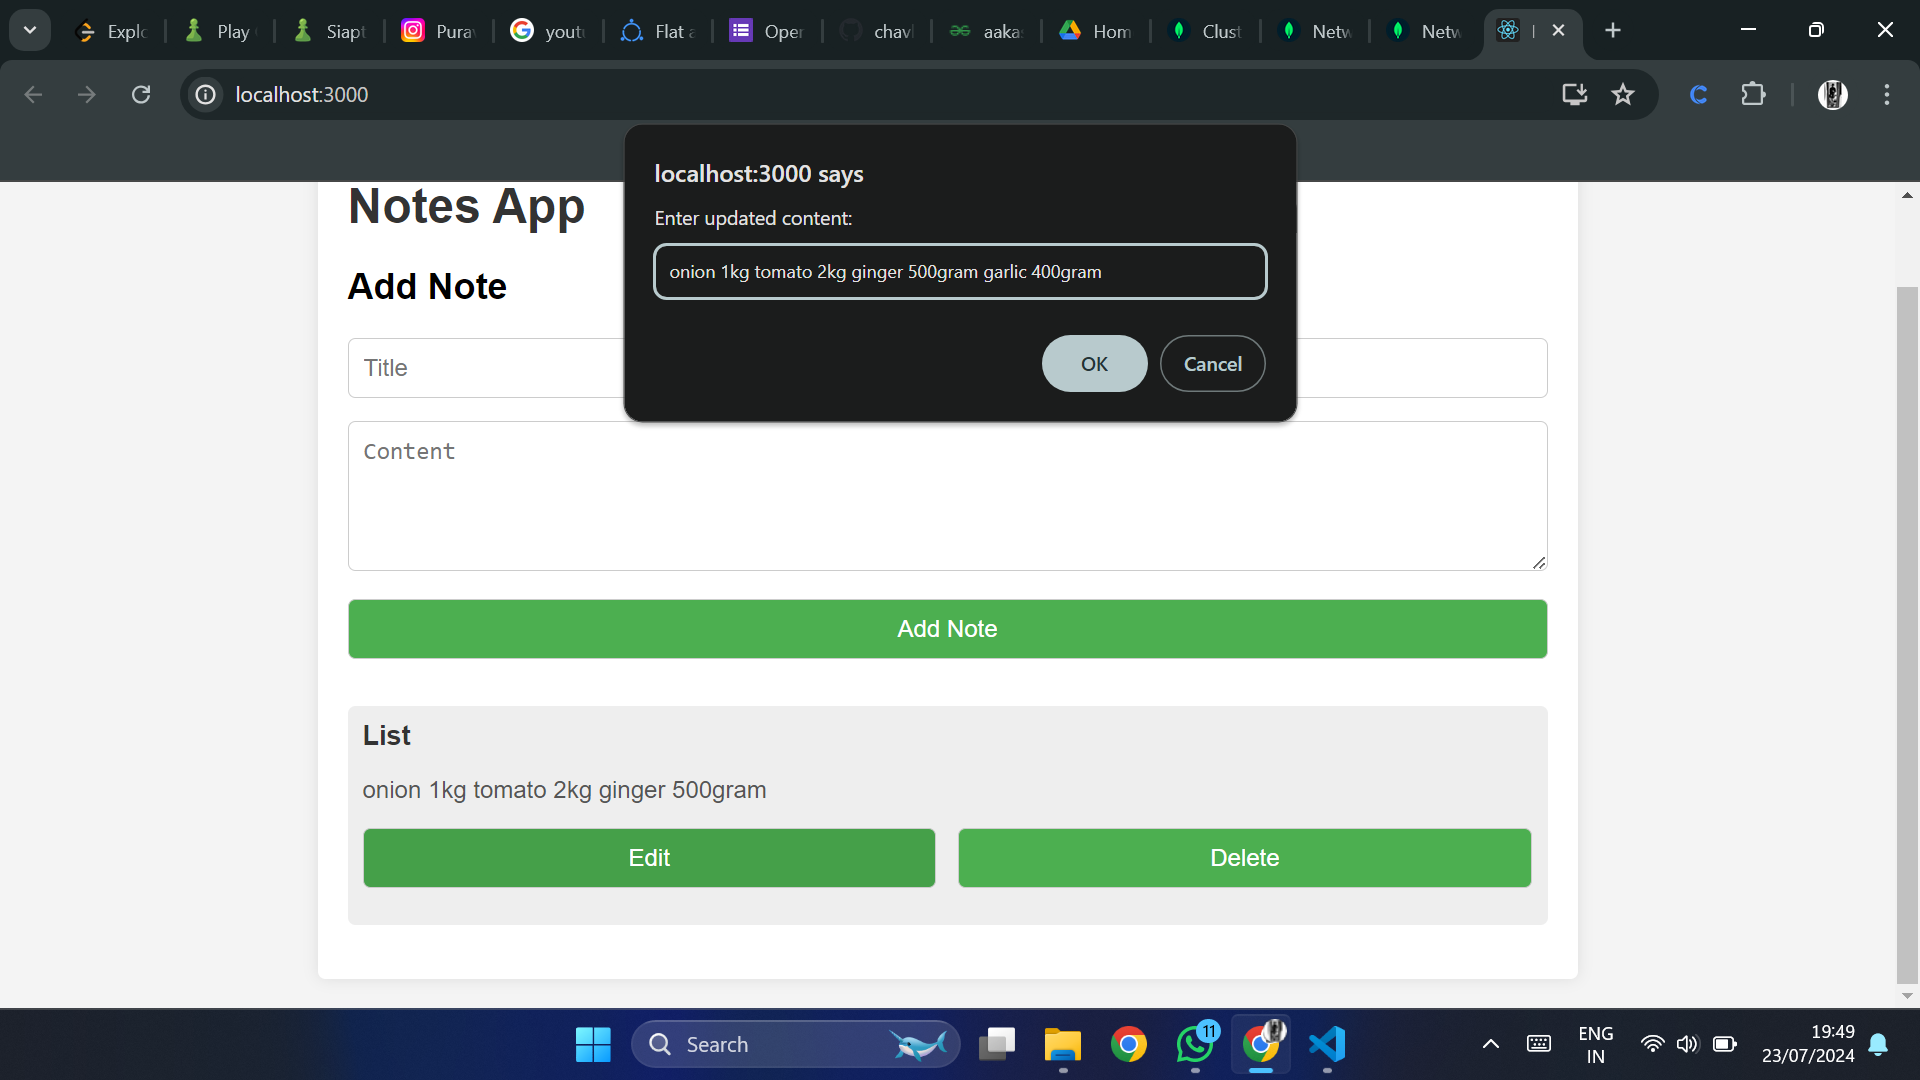 Play
Siapt
Pura
yout
Flat a
Oper
chavl
aaka
Hom
Clust
Netw
Netw
localhost:3000
localhost:3000 says
Enter updated content:
onion 1kg tomato 2kg ginger 500gram garlic 400gram
OK
Cancel
Notes App
Add Note
Title
Content
Add Note
List
onion 1kg tomato 2kg ginger 500gram
Edit
Delete
Search
11
ENG
IN
19:49
23/07/2024